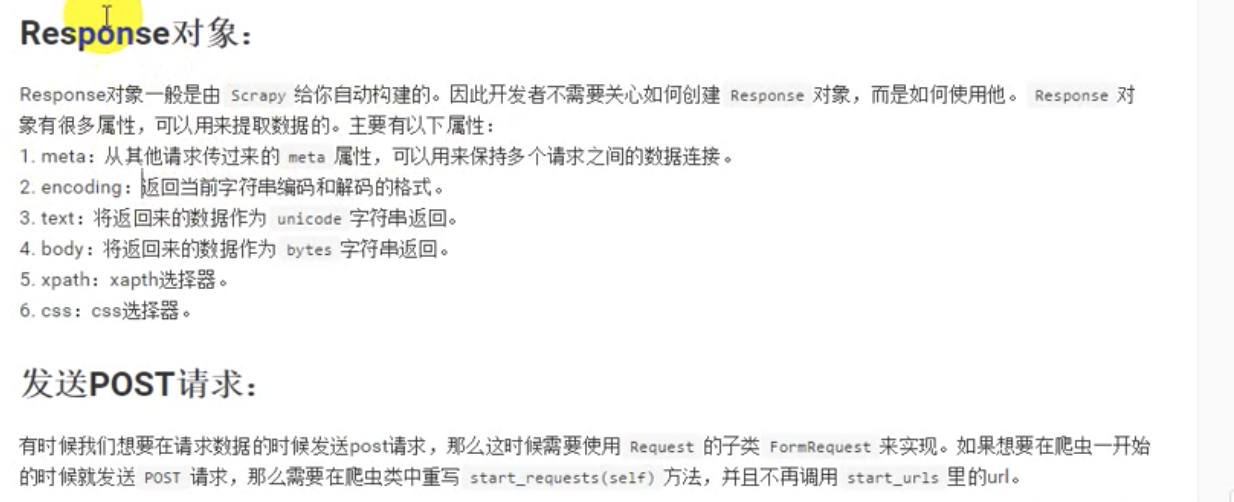 Response对象：
Response对象一般是由 Scrapy 给你自动构建的。因此开发者不需要关心如何创建 Response 对象，而是如何使用他。Response 对
象有很多属性，可以用来提取数据的。主要有以下属性：
1. meta：从其他请求传过来的 meta 属性，可以用来保持多个请求之间的数据连接。
2. encoding：返回当前字符串编码和解码的格式。
3. text：将返回来的数据作为 unicode 字符串返回。
4. body：将返回来的数据作为 bytes 字符串返回。
5. xpath：xapth选择器。
6. css：css选择器。
发送POST请求：
有时候我们想要在请求数据的时候发送post请求，那么这时候需要使用 Request 的子类 FormRequest 来实现。如果想要在爬虫一开始
的时候就发送 POST 请求，那么需要在爬虫类中重写 start_requests(self) 方法，并且不再调用 start_urls 里的url。